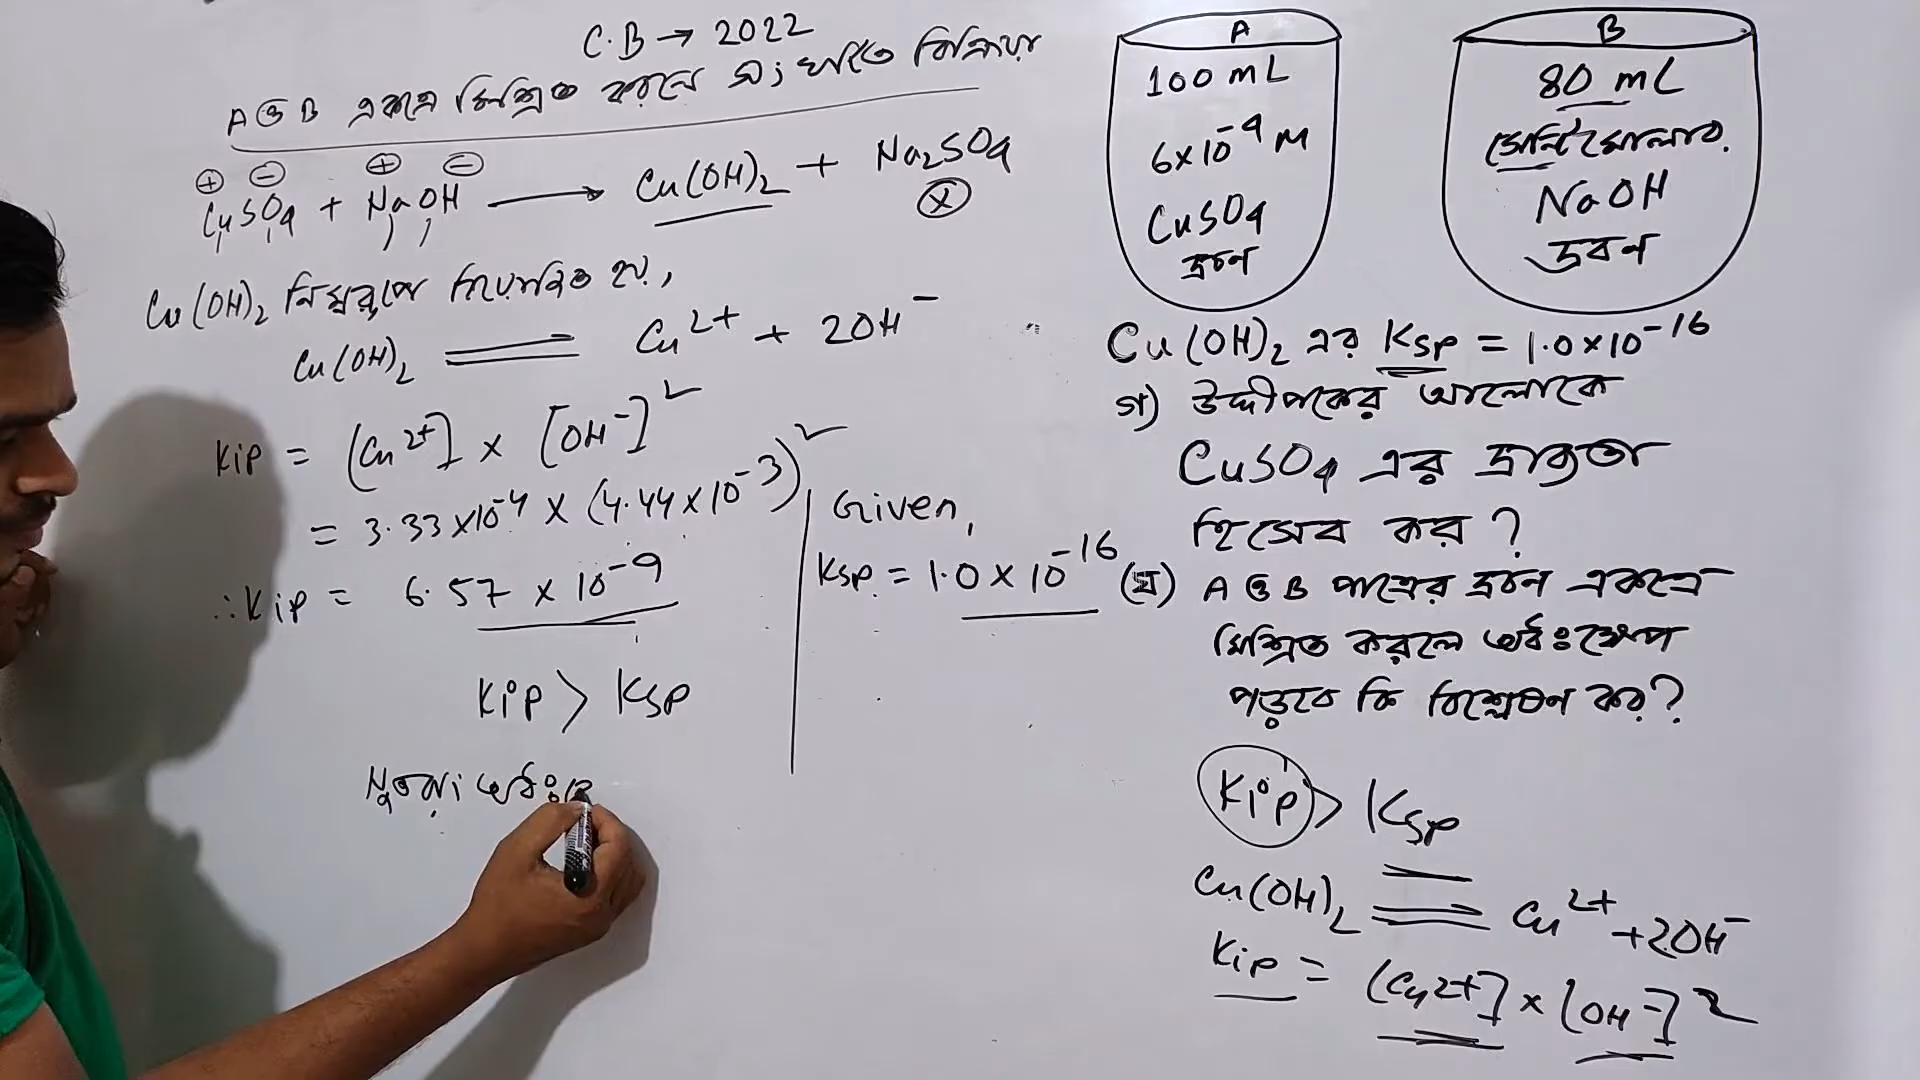 C.B → 2022
A ও B একত্রে মিশ্রিত করলে সংঘটিত বিক্রিয়া
CuSO4 + NaOH → Cu(OH)2 + Na2SO4
Cu(OH)2 নিম্নরূপে বিয়োজিত হয়,
Cu(OH)2 ⇌ Cu2+ + 2OH−
Kip = [Cu2+] × [OH−]2
= 3.33×10−4 × (4.44×10−3)2
∴ Kip = 6.57 × 10−9
Kip > Ksp
সুতরাং অধঃ
Given,
Ksp = 1.0 × 10−16
A
100 mL
6×10−4 M
CuSO4
দ্রবণ
B
80 mL
সেন্টিমোলার
NaOH
দ্রবণ
Cu(OH)2 এর Ksp = 1.0×10−16
গ) উদ্দীপকের আলোকে
CuSO4 এর দ্রাব্যতা
হিসেব কর?
(ঘ) A ও B পাত্রের দ্রবণ একত্রে
মিশ্রিত করলে অধঃক্ষেপ
পড়বে কি বিশ্লেষণ কর?
Kip > Ksp
Cu(OH)2 ⇌ Cu2+ + 2OH−
Kip = [Cu2+] × [OH−]2